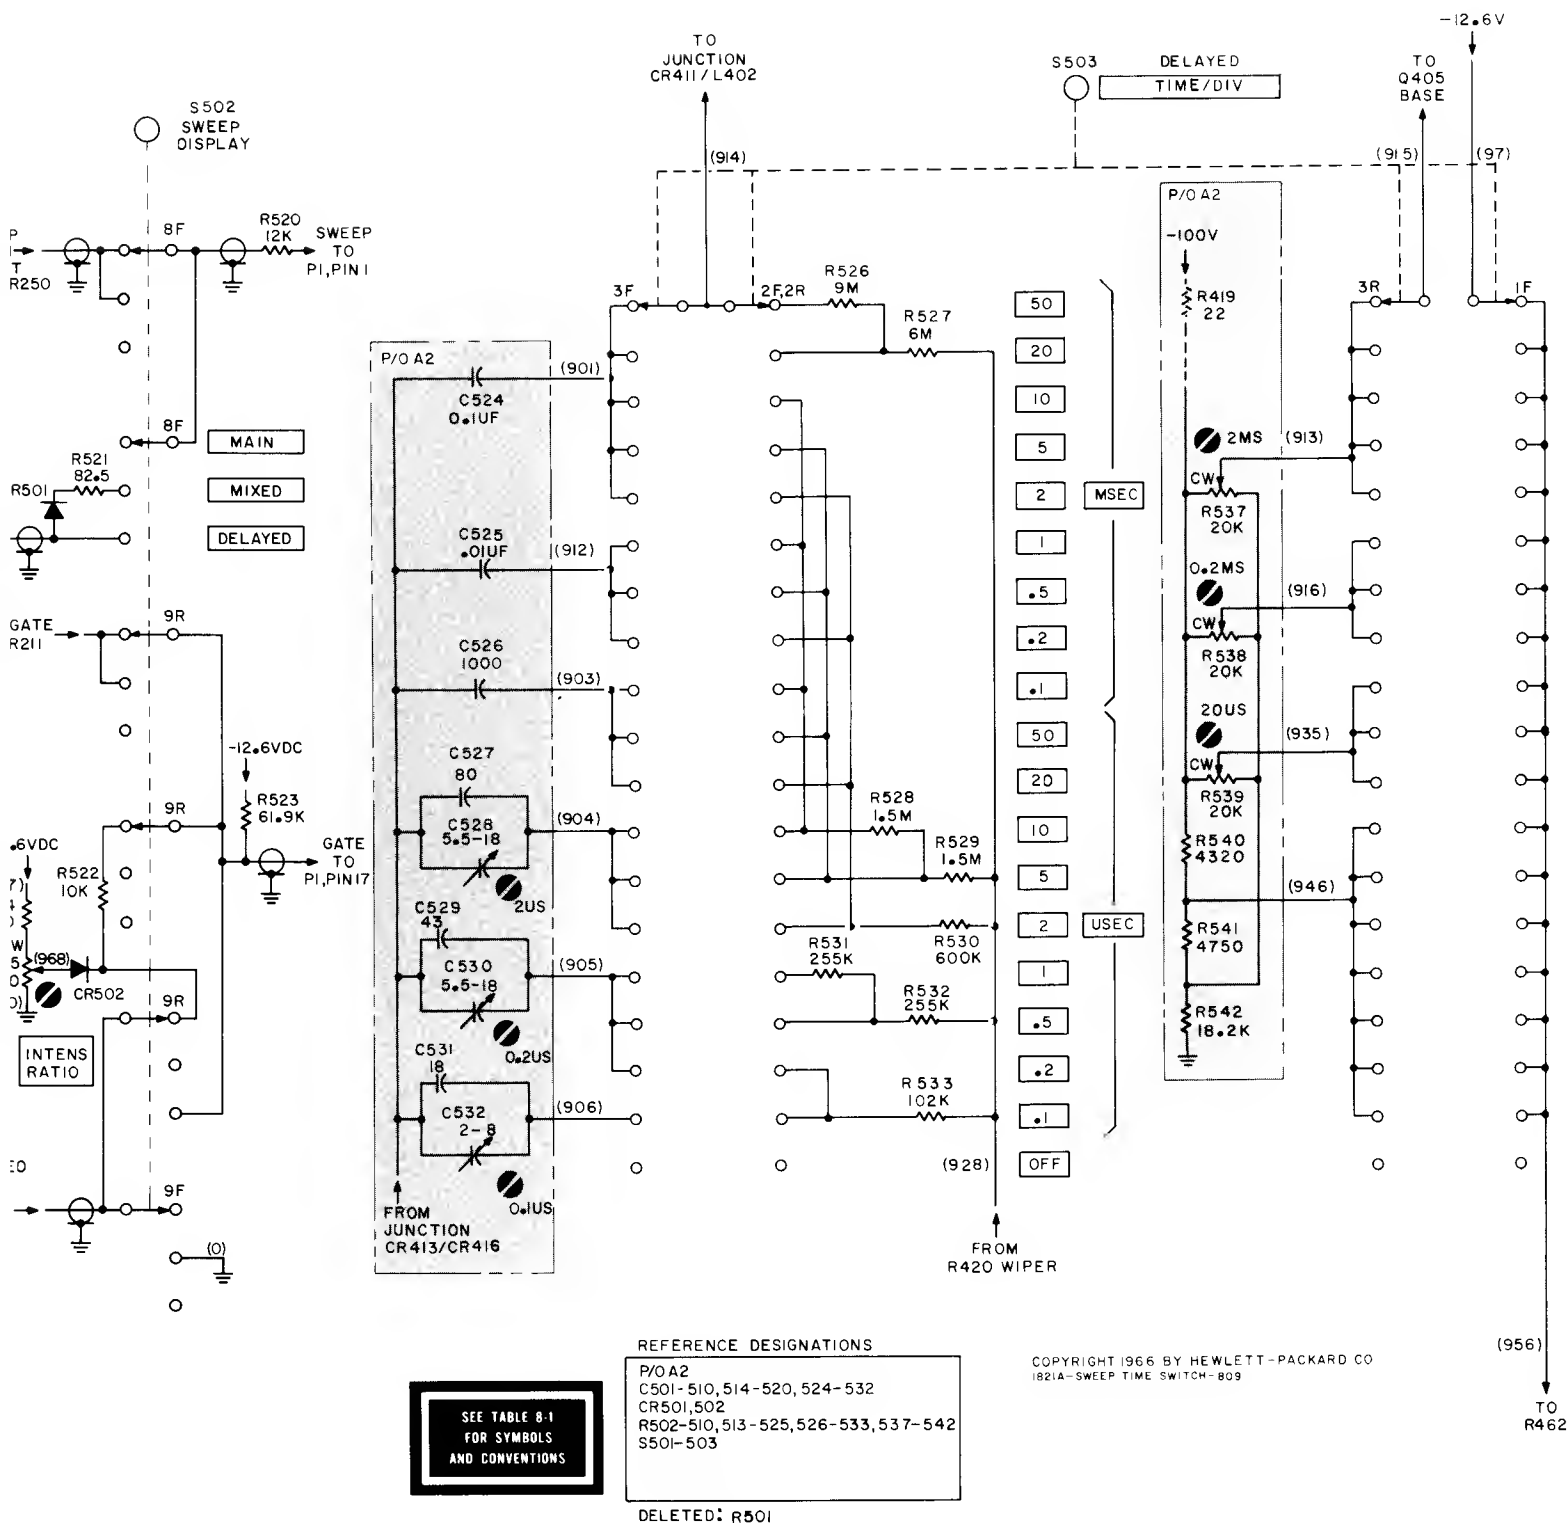 -12.6V
TO
JUNCTION
CR411/L402
S503
DELAYED
TIME/DIV
TO
Q405
BASE
S502
SWEEP
DISPLAY
(914)
(915)
(97)
P/O A2
-100V
R419
22
P
T
R250
8F
R520
12K
SWEEP
TO
P1,PIN1
3F
2F,2R
R526
9M
R527
6M
3R
1F
P/O A2
C524
0.1UF
(901)
8F
MAIN
R521
82.5
R501
MIXED
DELAYED
C525
.01UF
(912)
50
20
10
5
2
MSEC
1
.5
.2
.1
50
20
10
5
2
USEC
1
.5
.2
.1
OFF
2MS
(913)
CW
R537
20K
0.2MS
(916)
CW
R538
20K
20US
(935)
CW
R539
20K
R540
4320
(946)
R541
4750
R542
18.2K
GATE
R211
9R
C526
1000
(903)
-12.6VDC
9R
R523
61.9K
GATE
TO
P1,PIN17
C527
80
C528
5.5-18
(904)
2US
R528
1.5M
R529
1.5M
.6VDC
R522
10K
7)
4
)
W
5
0
0)
(968)
CR502
9R
C529
43
C530
5.5-18
(905)
0.2US
R531
255K
R530
600K
R532
255K
INTENS
RATIO
C531
18
C532
2-8
(906)
0.1US
R533
102K
(928)
ED
9F
(0)
FROM
JUNCTION
CR413/CR416
FROM
R420 WIPER
(956)
TO
R462
SEE TABLE 8-1
FOR SYMBOLS
AND CONVENTIONS
REFERENCE DESIGNATIONS
P/O A2
C501-510,514-520,524-532
CR501,502
R502-510,513-525,526-533,537-542
S501-503
DELETED: R501
COPYRIGHT 1966 BY HEWLETT-PACKARD CO
1821A-SWEEP TIME SWITCH-809